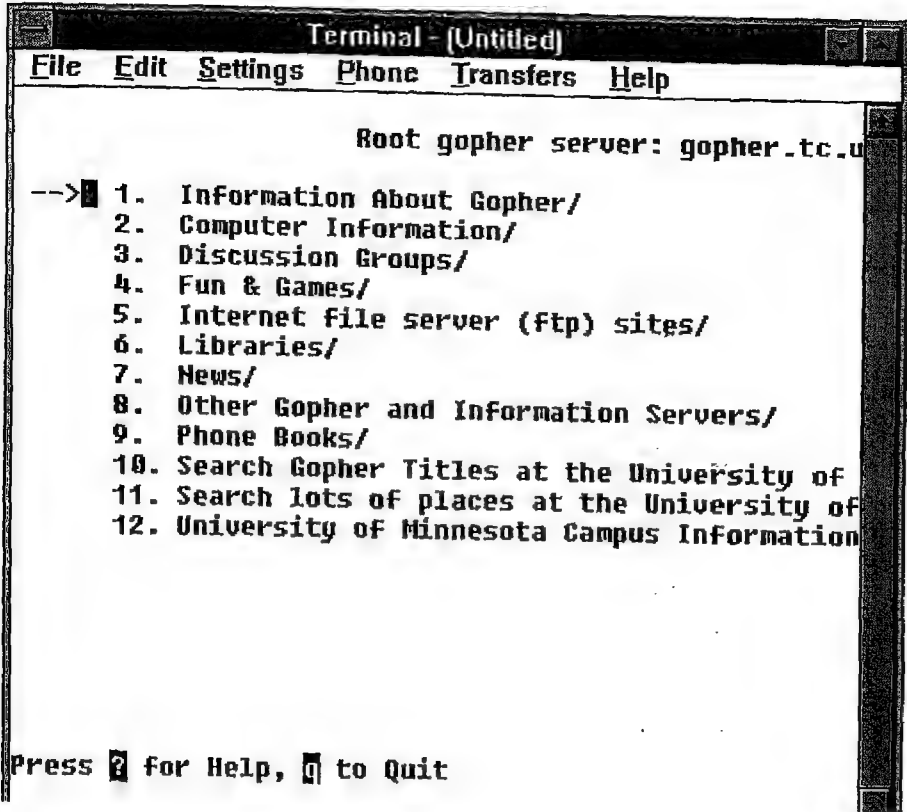 Terminal - (Untitled)
File Edit Settings Phone Transfers Help
Root gopher server: gopher.tc.u
--> 1. Information About Gopher/
2. Computer Information/
3. Discussion Groups/
4. Fun & Games/
5. Internet file server (ftp) sites/
6. Libraries/
7. News/
8. Other Gopher and Information Servers/
9. Phone Books/
10. Search Gopher Titles at the University of
11. Search lots of places at the University of
12. University of Minnesota Campus Information
Press ? for Help, q to Quit